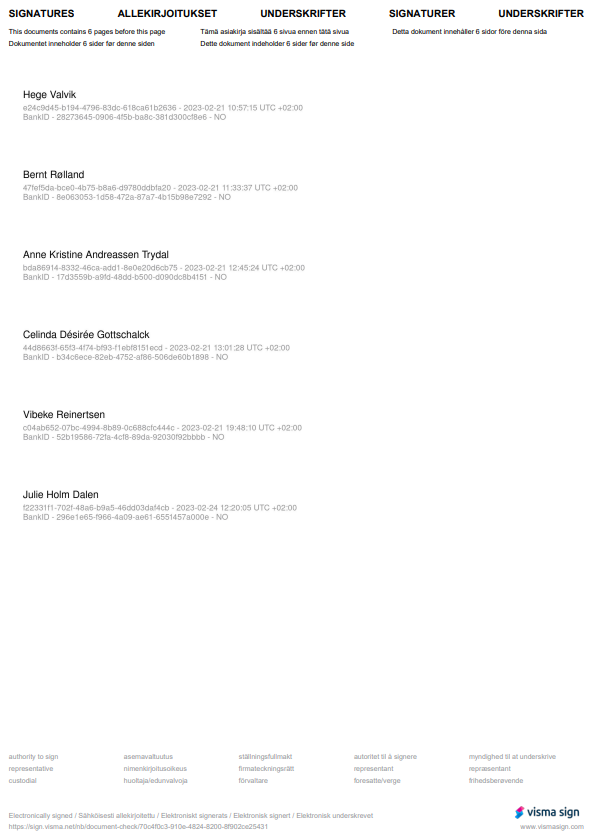 SIGNATURES ALLEKIRJOITUKSET UNDERSKRIFTER SIGNATURER UNDERSKRIFTER
This documents contains 6 pages before this page Tämä asiakirja sisältää 6 sivua ennen tätä sivua Detta dokument innehåller 6 sidor före denna sida
Dokumentet inneholder 6 sider før denne siden Dette dokument indeholder 6 sider før denne side
Hege Valvik
e24c9d45-b194-4796-83dc-618ca61b2636 - 2023-02-21 10:57:15 UTC +02:00
BankID - 28273645-0906-4f5b-ba8c-381d300cf8e6 - NO
Bernt Rølland
47fef5da-bce0-4b75-b8a6-d9780ddbfa20 - 2023-02-21 11:33:37 UTC +02:00
BankID - 8e063053-1d58-472a-87a7-4b15b98e7292 - NO
Anne Kristine Andreassen Trydal
bda86914-8332-46ca-add1-8e0e20d6cb75 - 2023-02-21 12:45:24 UTC +02:00
BankID - 17d3559b-a9fd-48dd-b500-d090dc8b4151 - NO
Celinda Désirée Gottschalck
44d8663f-65f3-4f74-bf93-f1ebf8151ecd - 2023-02-21 13:01:28 UTC +02:00
BankID - b34c6ece-82eb-4752-af86-506de60b1898 - NO
Vibeke Reinertsen
c04ab652-07bc-4994-8b89-0c688cfc444c - 2023-02-21 19:48:10 UTC +02:00
BankID - 52b19586-72fa-4cf8-89da-92030f92bbbb - NO
Julie Holm Dalen
f22331f1-702f-48a6-b9a5-46dd03daf4cb - 2023-02-24 12:20:05 UTC +02:00
BankID - 296e1e65-f966-4a09-ae61-6551457a000e - NO
authority to sign asemavaltuutus ställningsfullmakt autoritet til å signere myndighed til at underskrive
representative nimenkirjoitusoikeus firmateckningsrätt representant repræsentant
custodial huoltaja/edunvalvoja förvaltare foresatte/verge frihedsberøvende
visma sign
Electronically signed / Sähköisesti allekirjoitettu / Elektroniskt signerats / Elektronisk signert / Elektronisk underskrevet
https://sign.visma.net/nb/document-check/70c4f0c3-910e-4824-8200-8f902ce25431 www.vismasign.com